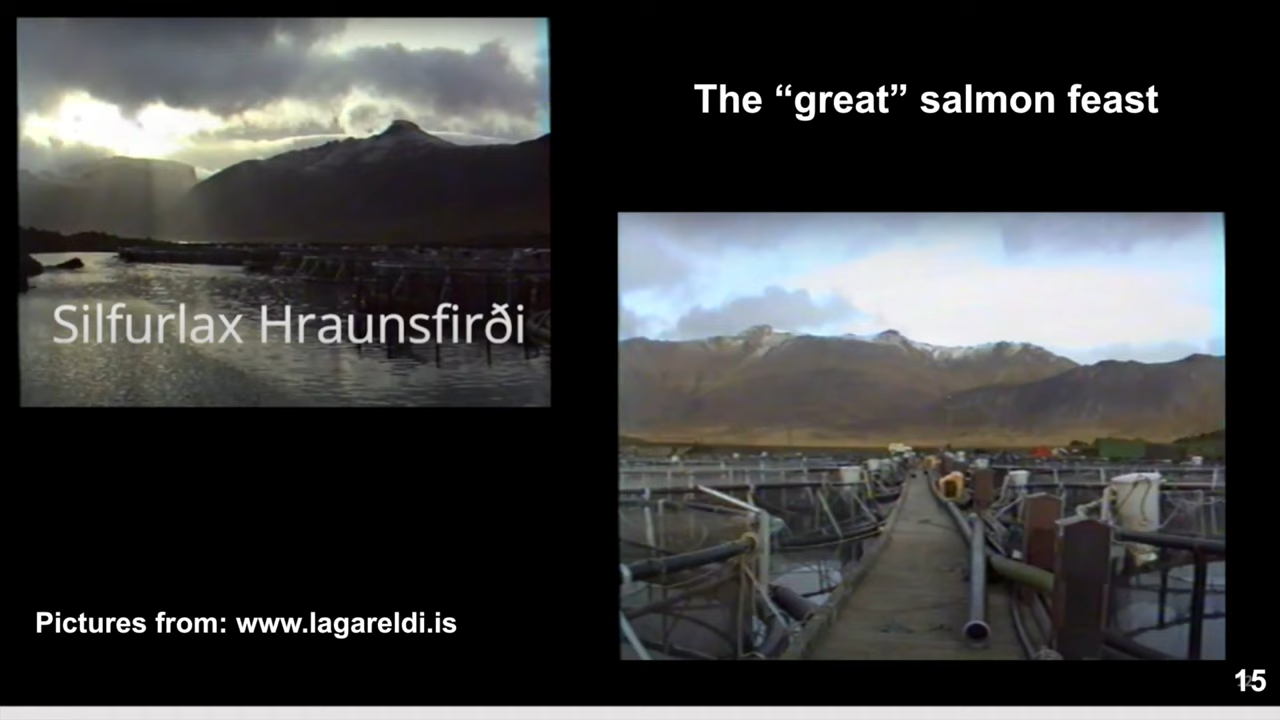 The “great” salmon feast
Silfurlax Hraunsfirði
Pictures from: www.lagareldi.is
15